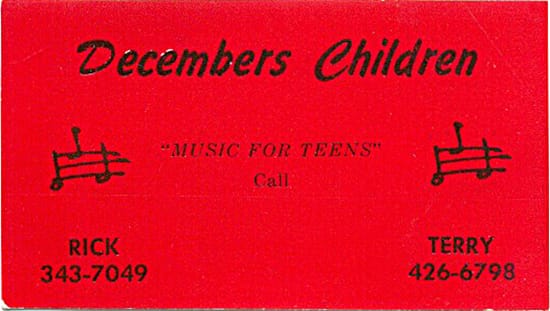 Decembers Children
"MUSIC FOR TEENS"
Call
RICK
343-7049
TERRY
426-6798